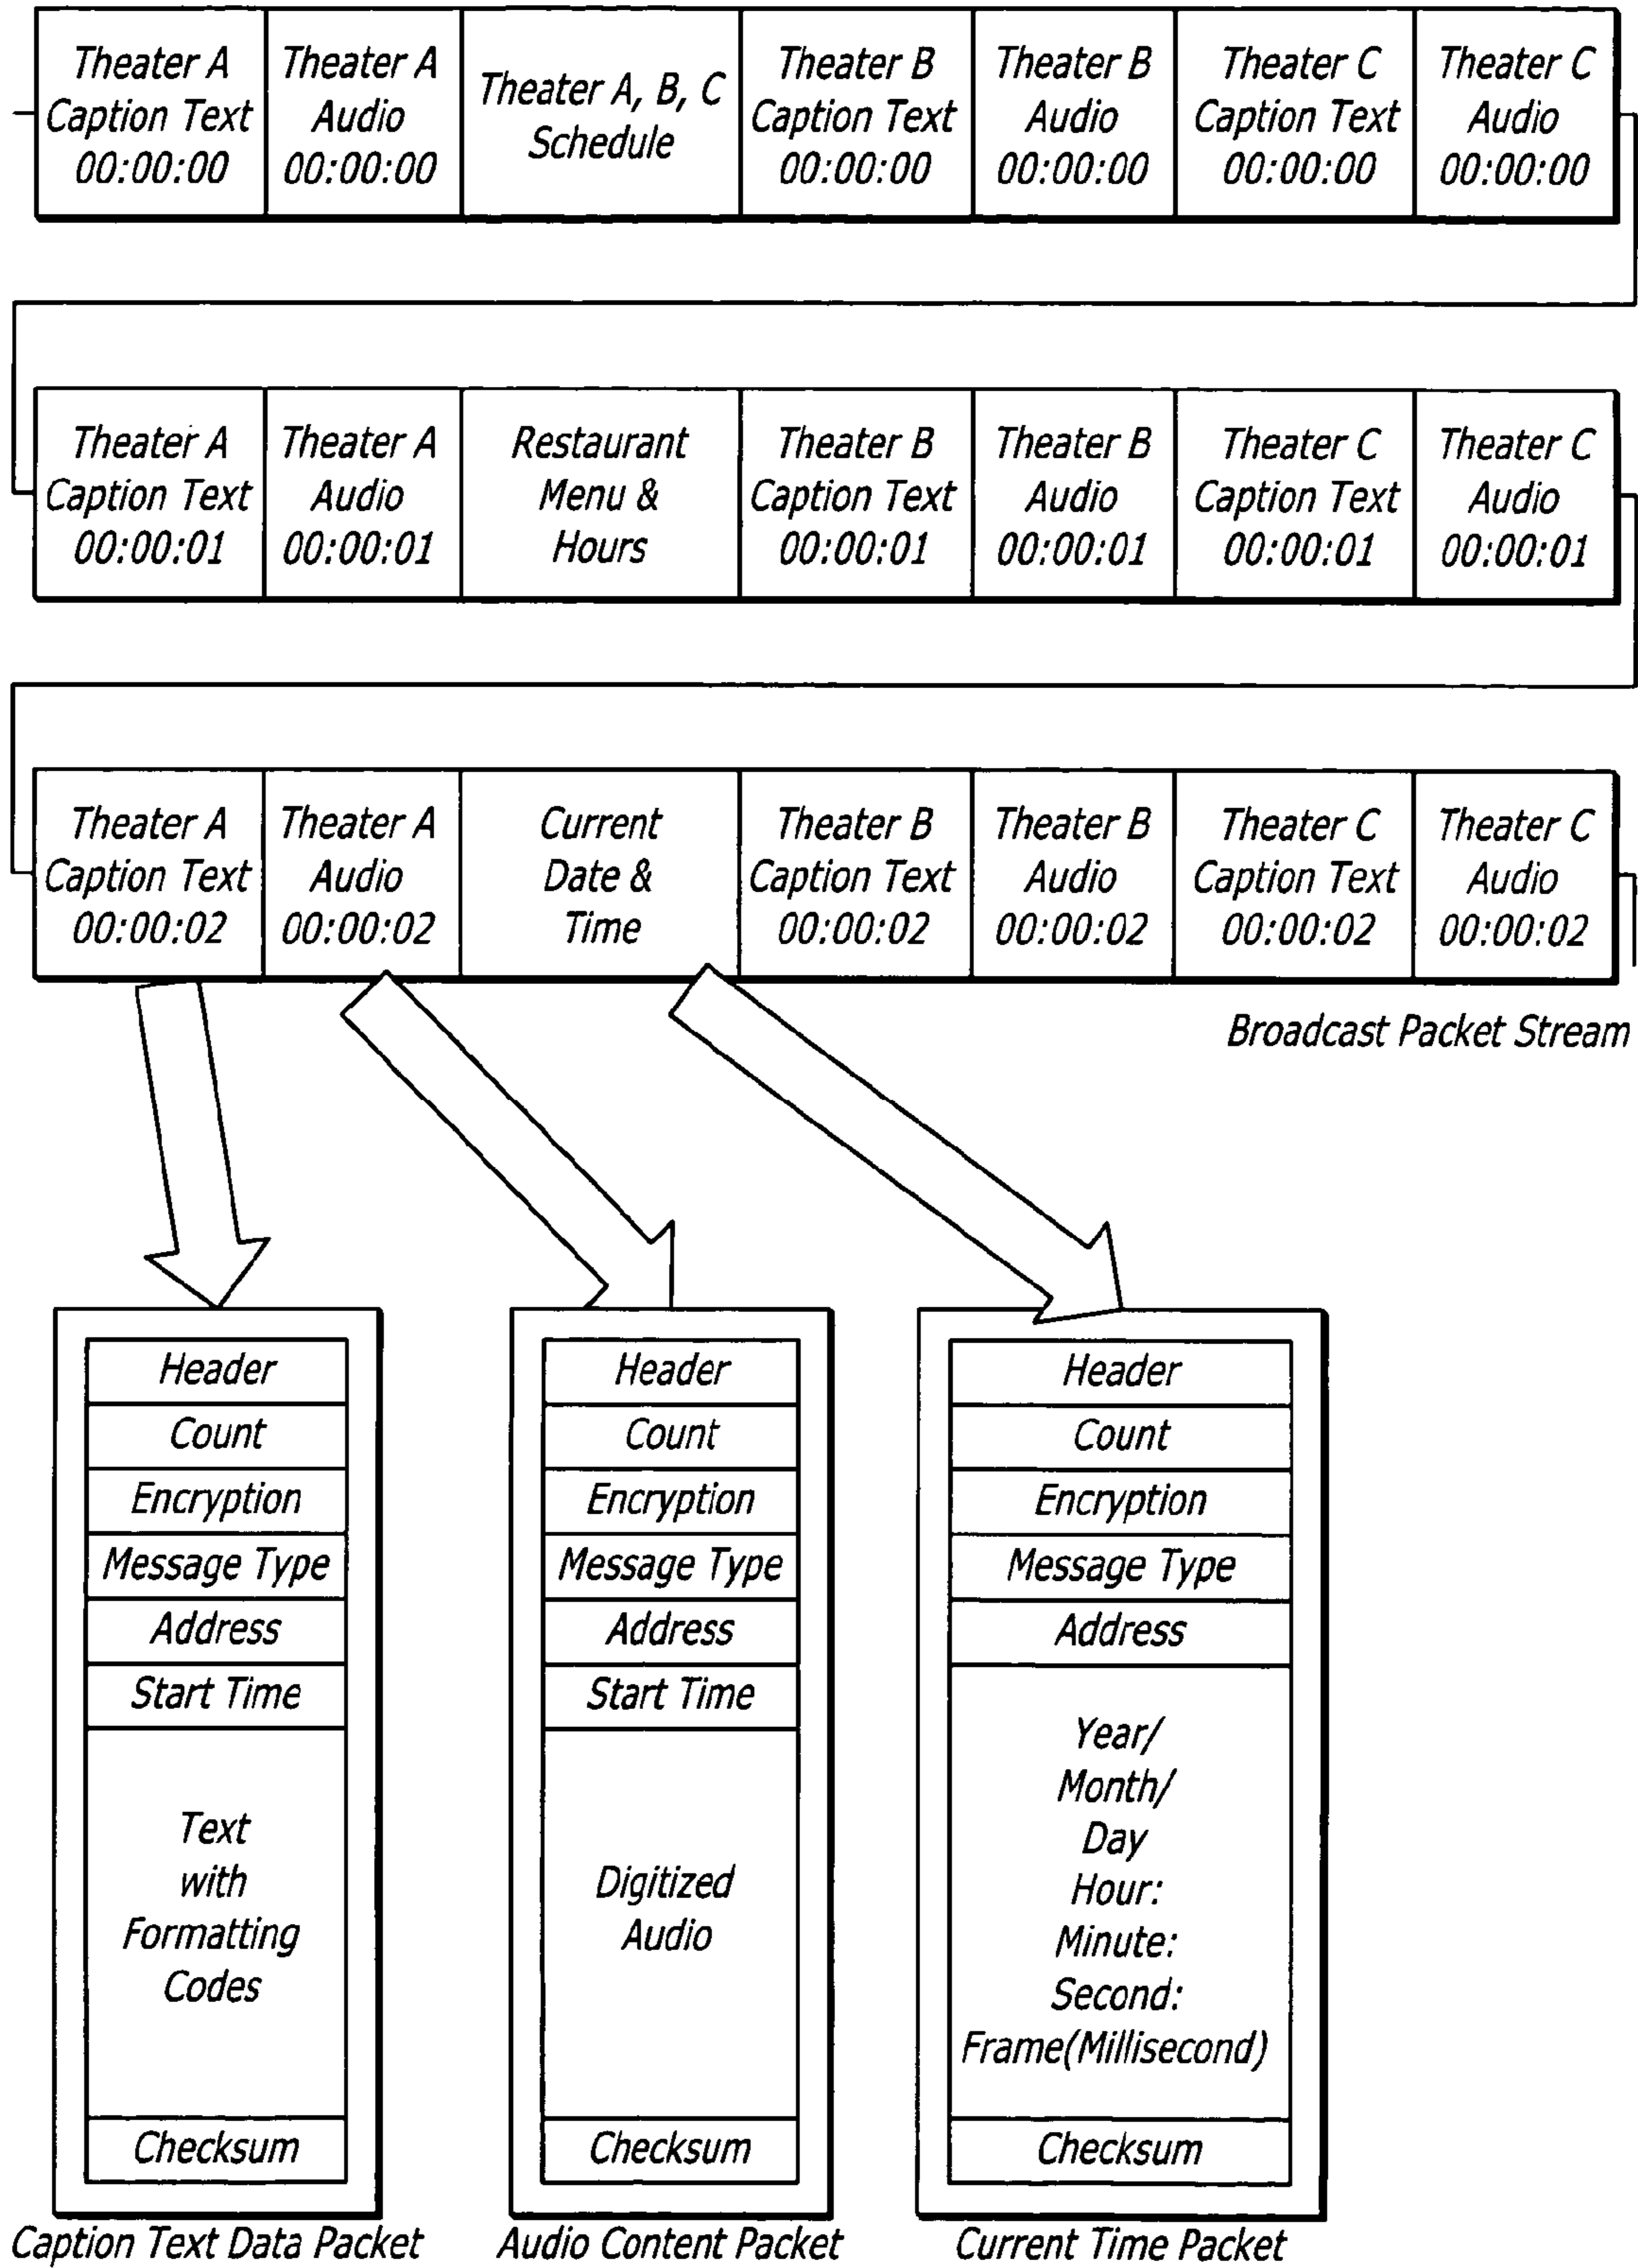 Theater A
Caption Text
00:00:00
Theater A
Audio
00:00:00
Theater A, B, C
Schedule
Theater B
Caption Text
00:00:00
Theater B
Audio
00:00:00
Theater C
Caption Text
00:00:00
Theater C
Audio
00:00:00
Theater A
Caption Text
00:00:01
Theater A
Audio
00:00:01
Restaurant
Menu &
Hours
Theater B
Caption Text
00:00:01
Theater B
Audio
00:00:01
Theater C
Caption Text
00:00:01
Theater C
Audio
00:00:01
Theater A
Caption Text
00:00:02
Theater A
Audio
00:00:02
Current
Date &
Time
Theater B
Caption Text
00:00:02
Theater B
Audio
00:00:02
Theater C
Caption Text
00:00:02
Theater C
Audio
00:00:02
Broadcast Packet Stream
Header
Count
Encryption
Message Type
Address
Start Time
Text
with
Formatting
Codes
Checksum
Caption Text Data Packet
Header
Count
Encryption
Message Type
Address
Start Time
Digitized
Audio
Checksum
Audio Content Packet
Header
Count
Encryption
Message Type
Address
Year/
Month/
Day
Hour:
Minute:
Second:
Frame(Millisecond)
Checksum
Current Time Packet